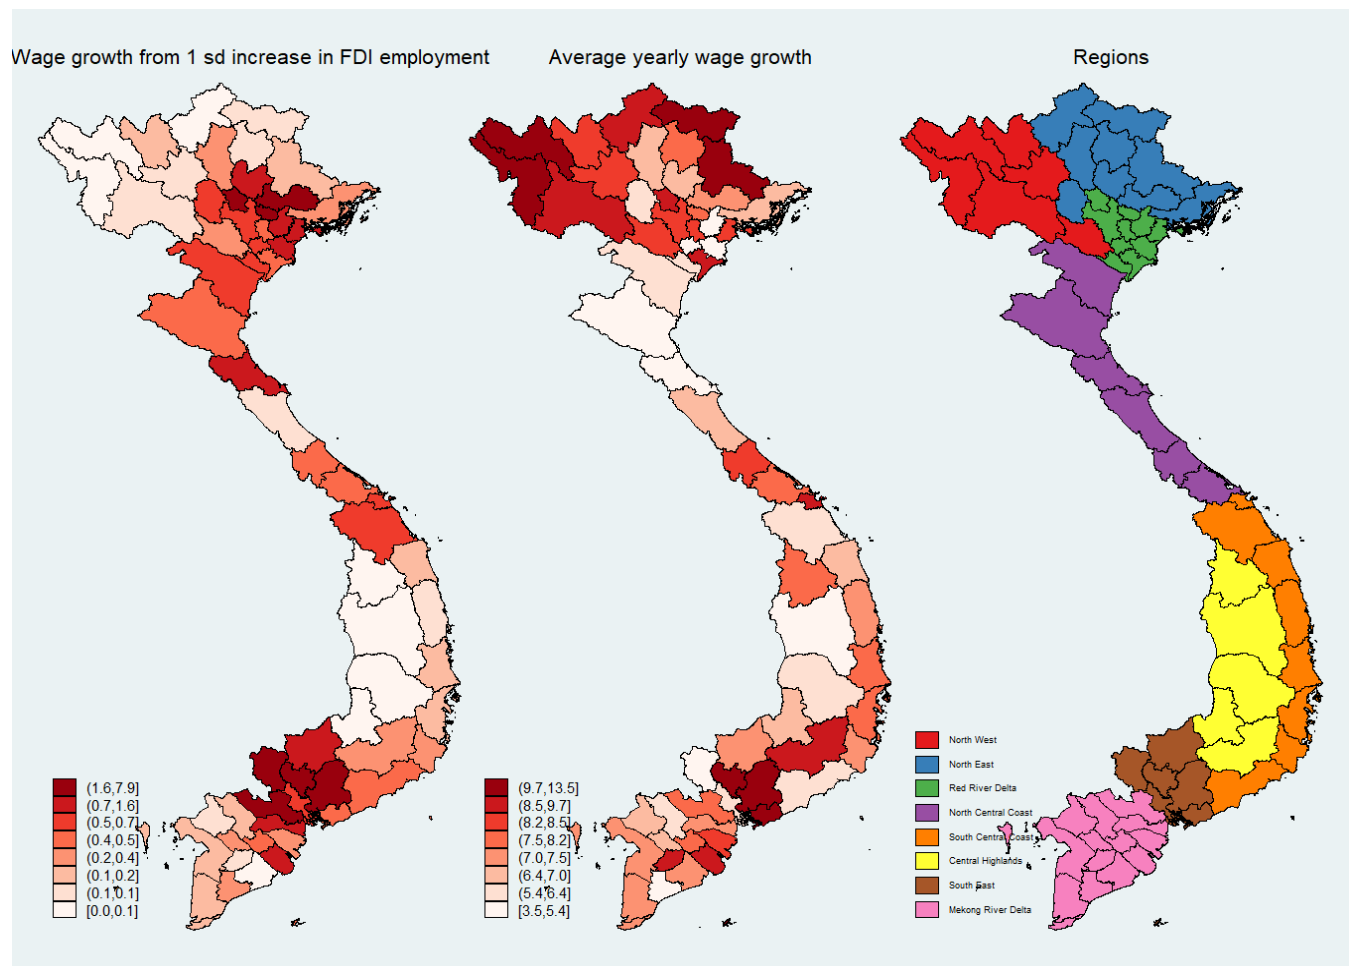 Wage growth from 1 sd increase in FDI employment
Average yearly wage growth
Regions
(1.6,7.9]
(0.7,1.6]
(0.5,0.7]
(0.4,0.5]
(0.2,0.4]
(0.1,0.2]
(0.1,0.1]
[0.0,0.1]
(9.7,13.5]
(8.5,9.7]
(8.2,8.5]
(7.5,8.2]
(7.0,7.5]
(6.4,7.0]
(5.4,6.4]
[3.5,5.4]
North West
North East
Red River Delta
North Central Coast
South Central Coast
Central Highlands
South East
Mekong River Delta